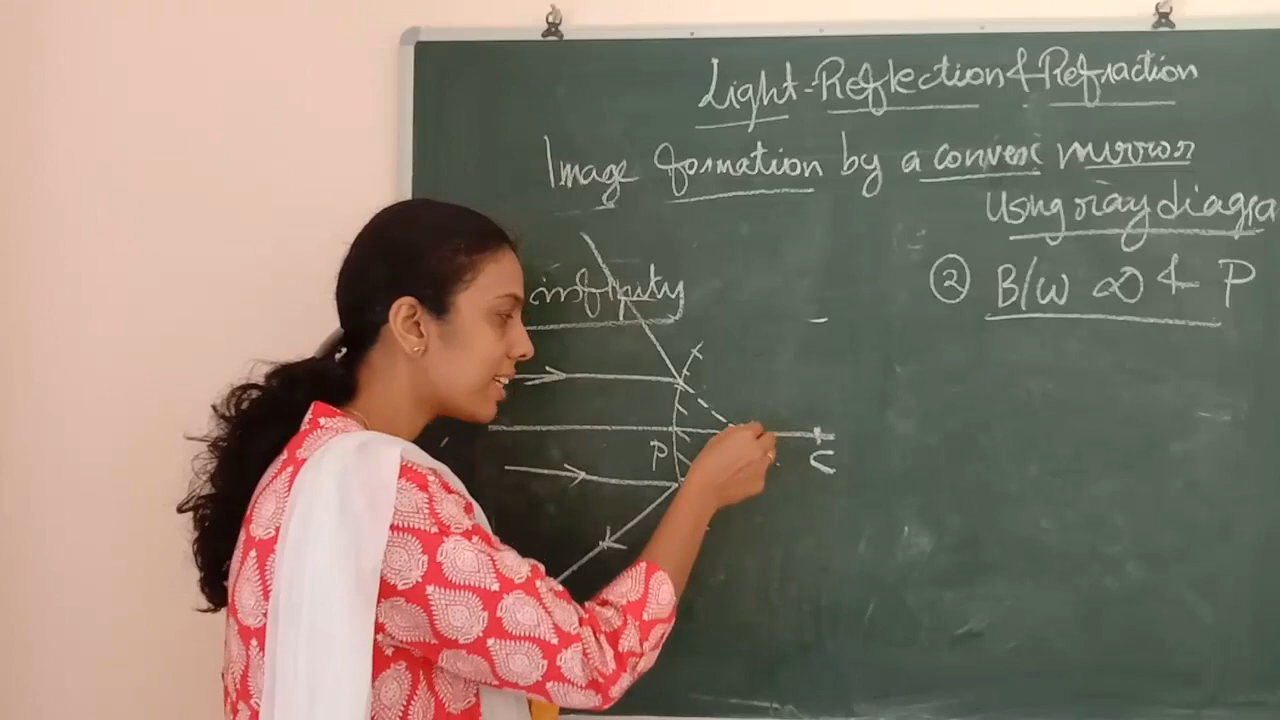 Light-Reflection & Refraction
Image formation by a convex mirror
Using ray diagra
② B/w ∞ & P
infinity
P
C